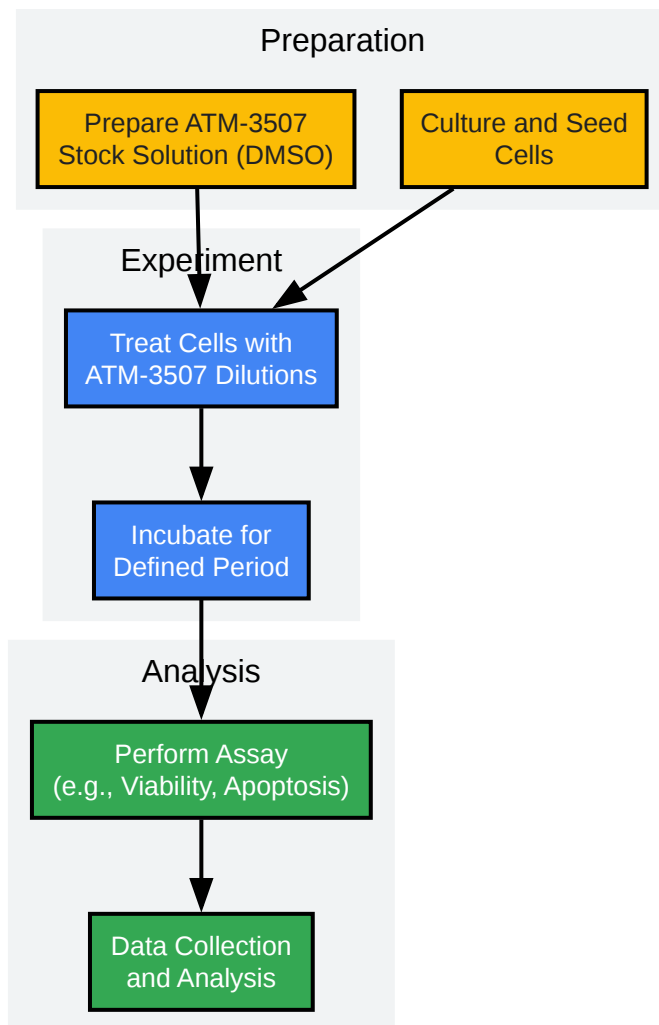 Preparation
Prepare ATM-3507
Stock Solution (DMSO)
Culture and Seed
Cells
Experiment
Treat Cells with
ATM-3507 Dilutions
Incubate for
Defined Period
Analysis
Perform Assay
(e.g., Viability, Apoptosis)
Data Collection
and Analysis